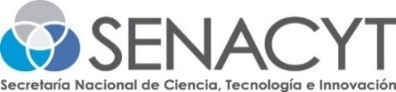 SENACYT
Secretaría Nacional de Ciencia, Tecnología e Innovación